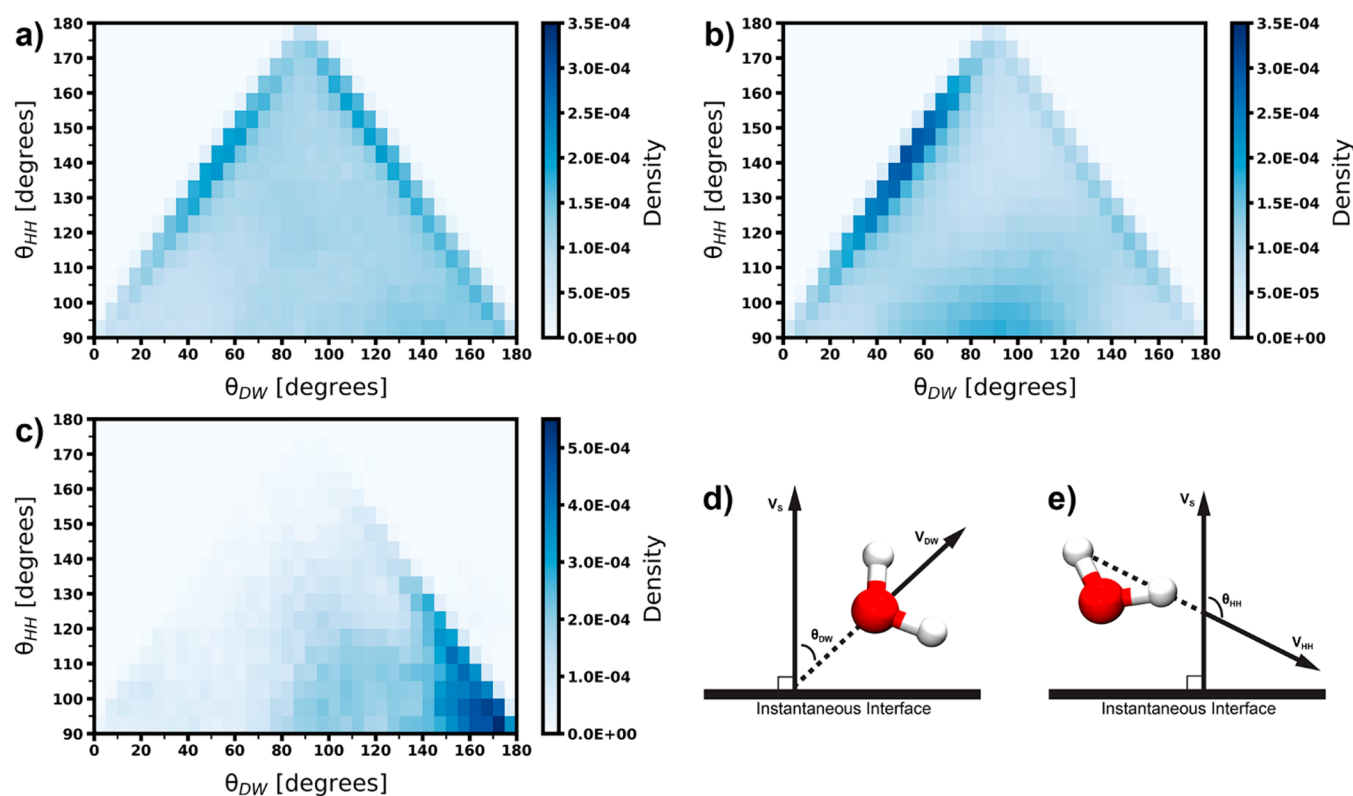 a)
180
170
160
150
140
130
120
110
100
90
0 20 40 60 80 100 120 140 160 180
θHH [degrees]
θDW [degrees]
3.5E-04
3.0E-04
2.5E-04
2.0E-04
1.5E-04
1.0E-04
5.0E-05
0.0E+00
Density
b)
180
170
160
150
140
130
120
110
100
90
0 20 40 60 80 100 120 140 160 180
θHH [degrees]
θDW [degrees]
3.5E-04
3.0E-04
2.5E-04
2.0E-04
1.5E-04
1.0E-04
5.0E-05
0.0E+00
Density
c)
180
170
160
150
140
130
120
110
100
90
0 20 40 60 80 100 120 140 160 180
θHH [degrees]
θDW [degrees]
5.0E-04
4.0E-04
3.0E-04
2.0E-04
1.0E-04
0.0E+00
Density
d)
VS
VDW
θDW
Instantaneous Interface
e)
VS
θHH
VHH
Instantaneous Interface